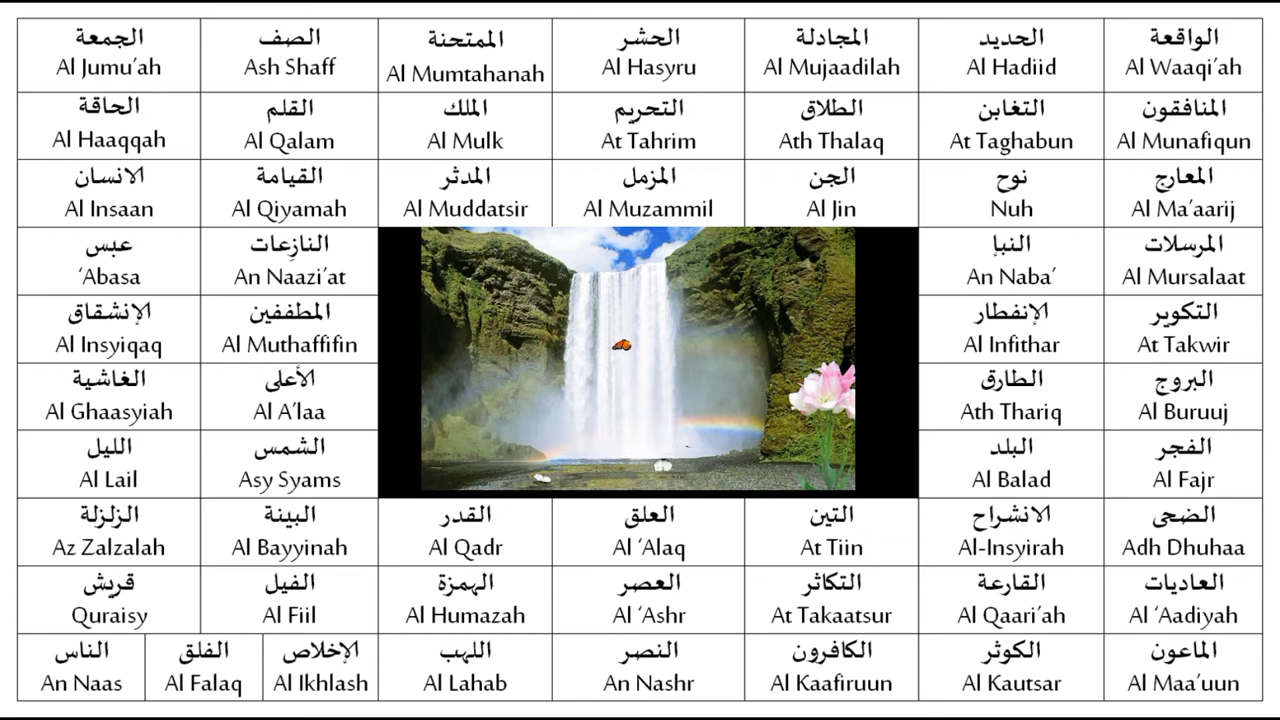 الواقعة
Al Waaqi’ah
الحديد
Al Hadiid
المجادلة
Al Mujaadilah
الحشر
Al Hasyru
الممتحنة
Al Mumtahanah
الصف
Ash Shaff
الجمعة
Al Jumu’ah
المنافقون
Al Munafiqun
التغابن
At Taghabun
الطلاق
Ath Thalaq
التحريم
At Tahrim
الملك
Al Mulk
القلم
Al Qalam
الحاقة
Al Haaqqah
المعارج
Al Ma’aarij
نوح
Nuh
الجن
Al Jin
المزمل
Al Muzammil
المدثر
Al Muddatsir
القيامة
Al Qiyamah
الانسان
Al Insaan
المرسلات
Al Mursalaat
النبإ
An Naba’
النازِعات
An Naazi’at
عبس
‘Abasa
التكوير
At Takwir
الإنفطار
Al Infithar
المطففين
Al Muthaffifin
الإنشقاق
Al Insyiqaq
البروج
Al Buruuj
الطارق
Ath Thariq
الأعلى
Al A’laa
الغاشية
Al Ghaasyiah
الفجر
Al Fajr
البلد
Al Balad
الشمس
Asy Syams
الليل
Al Lail
الضحى
Adh Dhuhaa
الانشراح
Al-Insyirah
التين
At Tiin
العلق
Al ‘Alaq
القدر
Al Qadr
البينة
Al Bayyinah
الزلزلة
Az Zalzalah
العاديات
Al ‘Aadiyah
القارعة
Al Qaari’ah
التكاثر
At Takaatsur
العصر
Al ‘Ashr
الهمزة
Al Humazah
الفيل
Al Fiil
قريش
Quraisy
الماعون
Al Maa’uun
الكوثر
Al Kautsar
الكافرون
Al Kaafiruun
النصر
An Nashr
اللهب
Al Lahab
الإخلاص
Al Ikhlash
الفلق
Al Falaq
الناس
An Naas